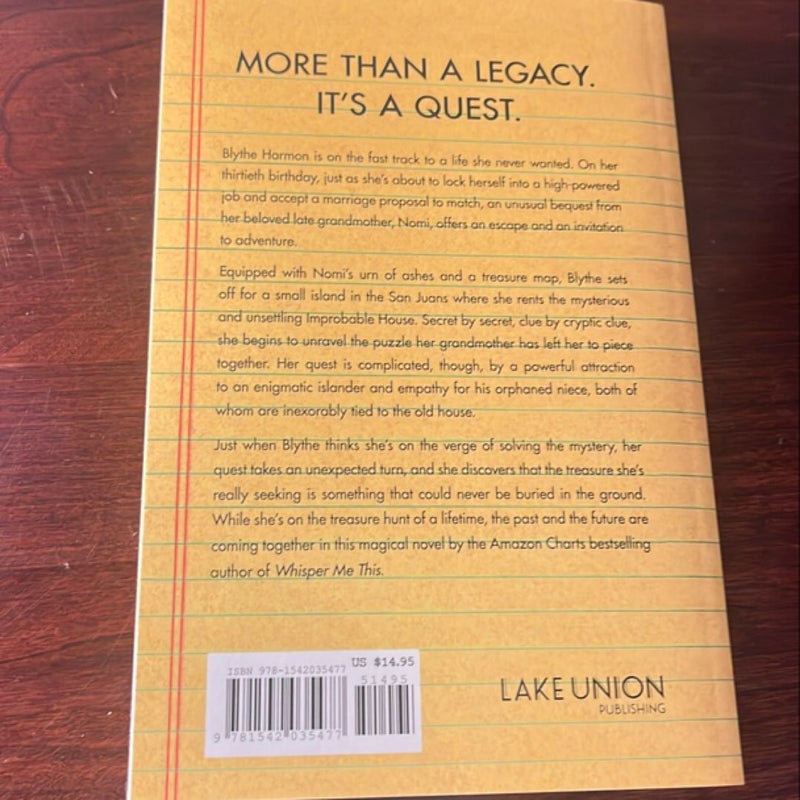 MORE THAN A LEGACY.
IT'S A QUEST.
Blythe Harmon is on the fast track to a life she never wanted. On her
thirtieth birthday, just as she's about to lock herself into a high-powered
job and accept a marriage proposal to match, an unusual bequest from
her beloved late grandmother, Nomi, offers an escape and an invitation
to adventure.
Equipped with Nomi's urn of ashes and a treasure map, Blythe sets
off for a small island in the San Juans where she rents the mysterious
and unsettling Improbable House. Secret by secret, clue by cryptic clue,
she begins to unravel the puzzle her grandmother has left her to piece
together. Her quest is complicated, though, by a powerful attraction
to an enigmatic islander and empathy for his orphaned niece, both of
whom are inexorably tied to the old house.
Just when Blythe thinks she's on the verge of solving the mystery, her
quest takes an unexpected turn, and she discovers that the treasure she's
really seeking is something that could never be buried in the ground.
While she's on the treasure hunt of a lifetime, the past and the future are
coming together in this magical novel by the Amazon Charts bestselling
author of Whisper Me This.
ISBN 978-1542035477 US $14.95
51495
9 781542 035477
LAKE UNION
PUBLISHING